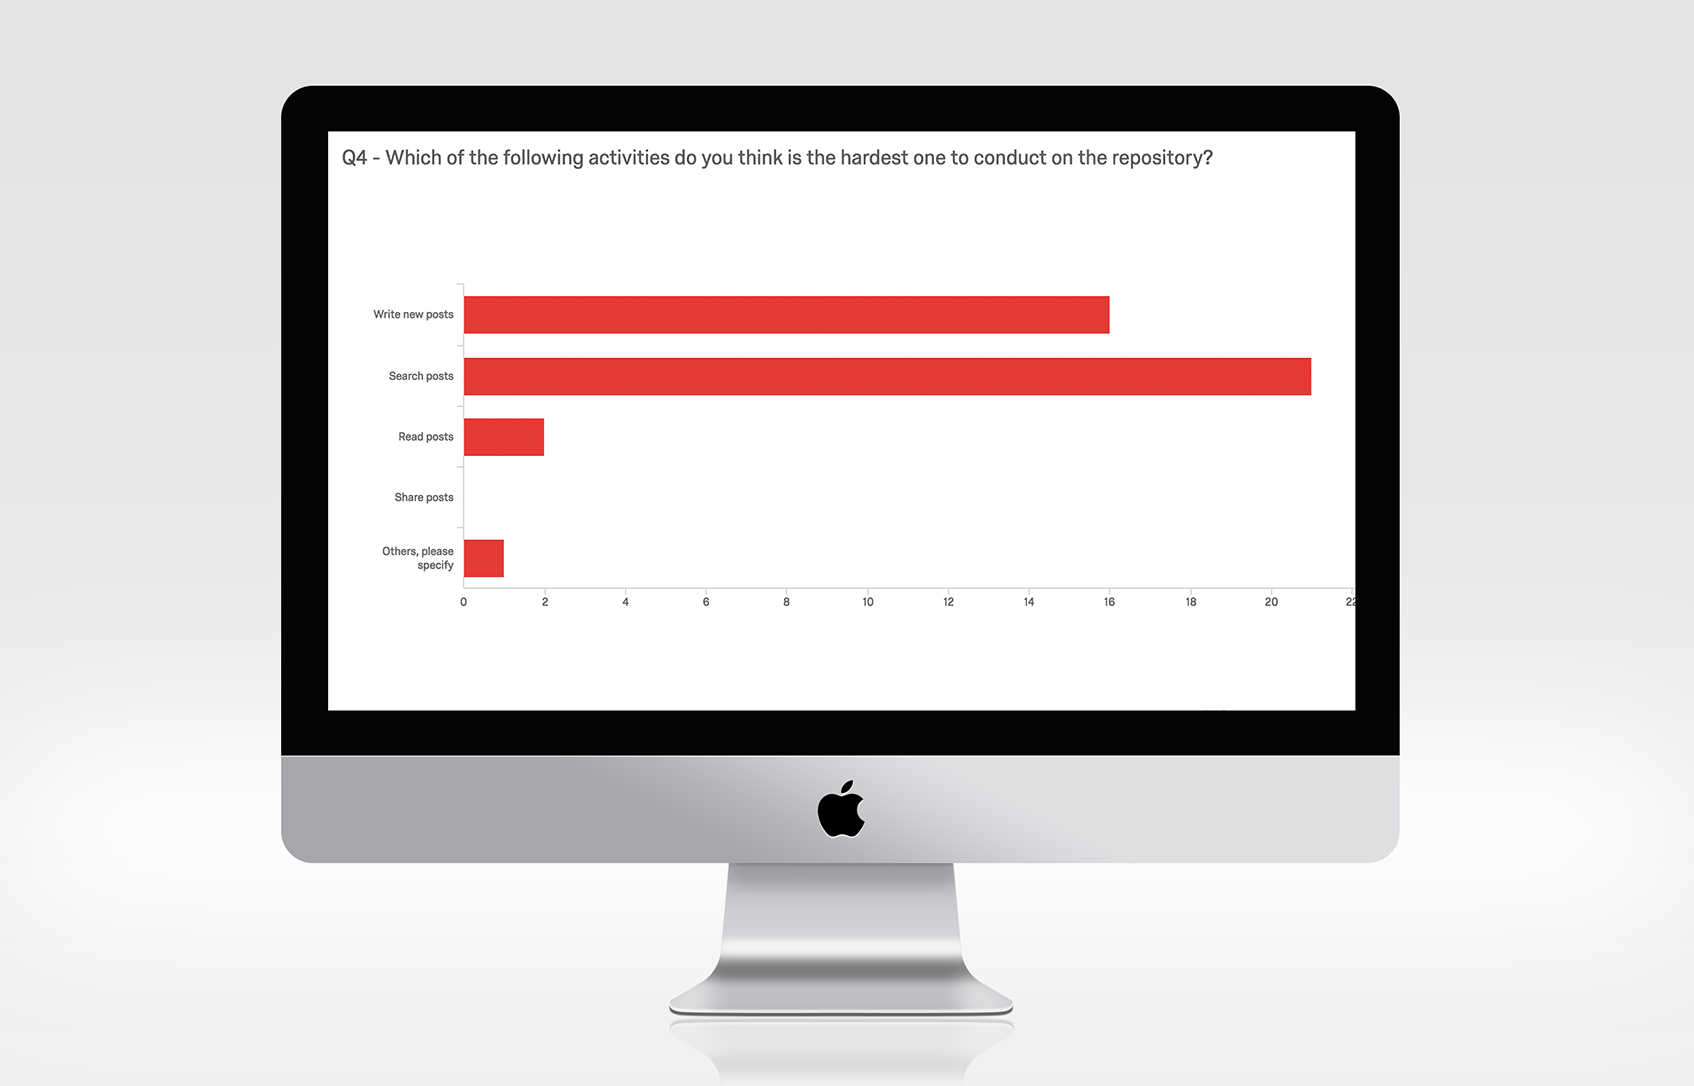 Q4 - Which of the following activities do you think is the hardest one to conduct on the repository?
Write new posts
Search posts
Read posts
Share posts
Others, please
specify
0 2 4 6 8 10 12 14 16 18 20 22